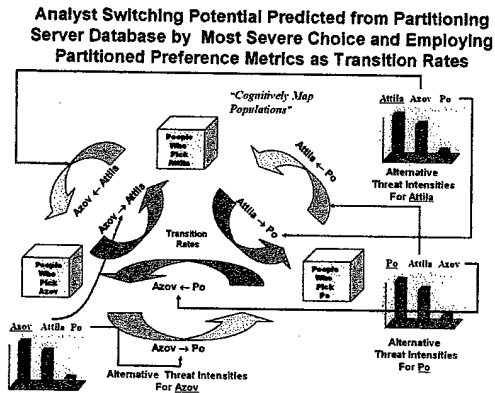 Analyst Switching Potential Predicted from Partitioning
Server Database by Most Severe Choice and Employing
Partitioned Preference Metrics as Transition Rates
"Cognitively Map
Populations"
Attila Azov Po
Alternative
Threat Intensities
For Attila
People
Who
Pick
Attila
Azov ← Attila
Azov → Attila
Attila ← Po
Attila → Po
Transition
Rates
People
Who
Pick
Azov
People
Who
Pick
Po
Po Attila Azov
Azov ← Po
Azov Attila Po
Azov → Po
Alternative
Threat Intensities
For Po
Alternative Threat Intensities
For Azov